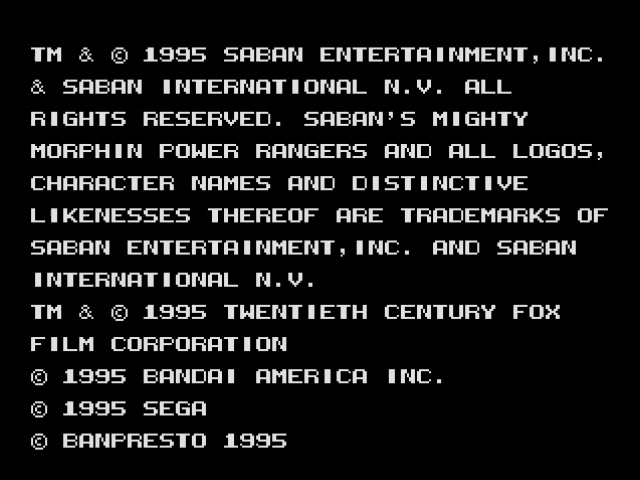 TM & © 1995 SABAN ENTERTAINMENT,INC.
& SABAN INTERNATIONAL N.V. ALL
RIGHTS RESERVED. SABAN'S MIGHTY
MORPHIN POWER RANGERS AND ALL LOGOS,
CHARACTER NAMES AND DISTINCTIVE
LIKENESSES THEREOF ARE TRADEMARKS OF
SABAN ENTERTAINMENT,INC. AND SABAN
INTERNATIONAL N.V.
TM & © 1995 TWENTIETH CENTURY FOX
FILM CORPORATION
© 1995 BANDAI AMERICA INC.
© 1995 SEGA
© BANPRESTO 1995